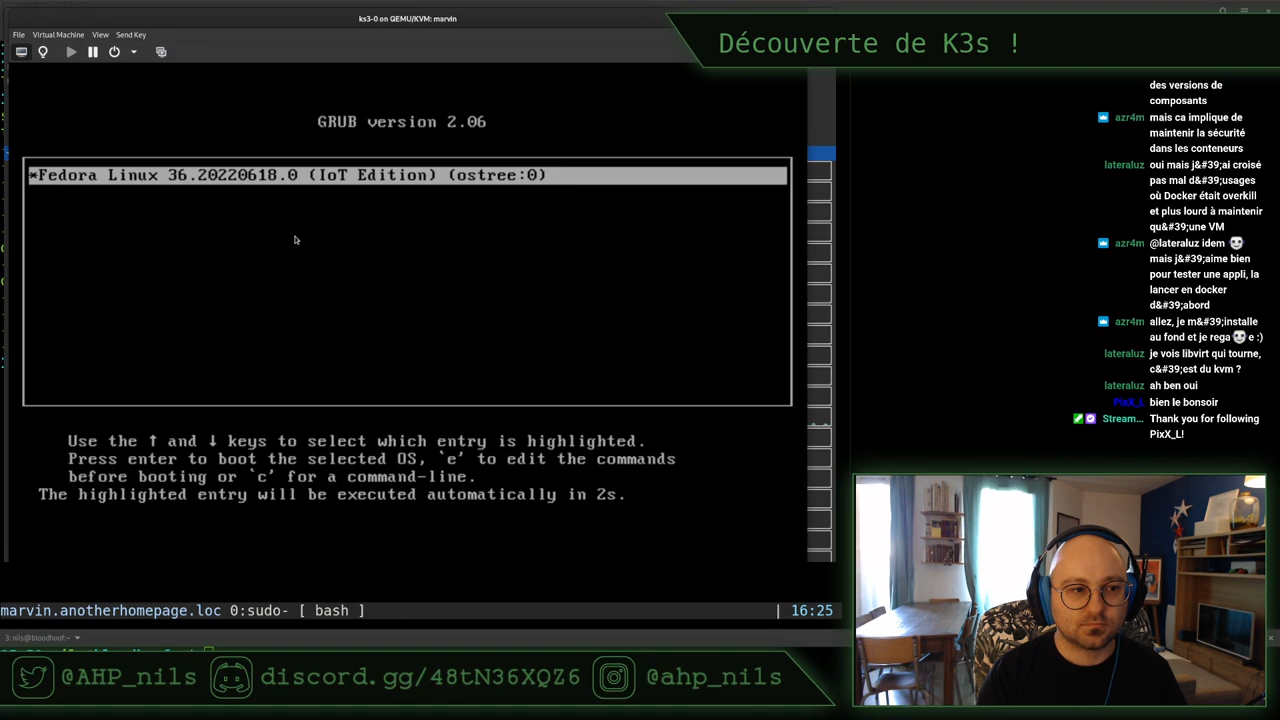 ks3-0 on QEMU/KVM: marvin
File Virtual Machine View Send Key
Découverte de K3s !
GRUB version 2.06
*Fedora Linux 36.20220618.0 (IoT Edition) (ostree:0)
Use the ↑ and ↓ keys to select which entry is highlighted.
Press enter to boot the selected OS, `e' to edit the commands
before booting or `c' for a command-line.
The highlighted entry will be executed automatically in 2s.
marvin.anotherhomepage.loc 0:sudo- [ bash ] | 16:25
3: nils@bloodhoof:~
des versions de
composants
azr4m mais ca implique de
maintenir la sécurité
dans les conteneurs
lateraluz oui mais j&#39;ai croisé
pas mal d&#39;usages
où Docker était overkill
et plus lourd à maintenir
qu&#39;une VM
azr4m @lateraluz idem
mais j&#39;aime bien
pour tester une appli, la
lancer en docker
d&#39;abord
azr4m allez, je m&#39;installe
au fond et je rega e :)
lateraluz je vois libvirt qui tourne,
c&#39;est du kvm ?
lateraluz ah ben oui
PixX_L bien le bonsoir
Stream... Thank you for following
PixX_L!
@AHP_nils discord.gg/48tN36XQZ6 @ahp_nils